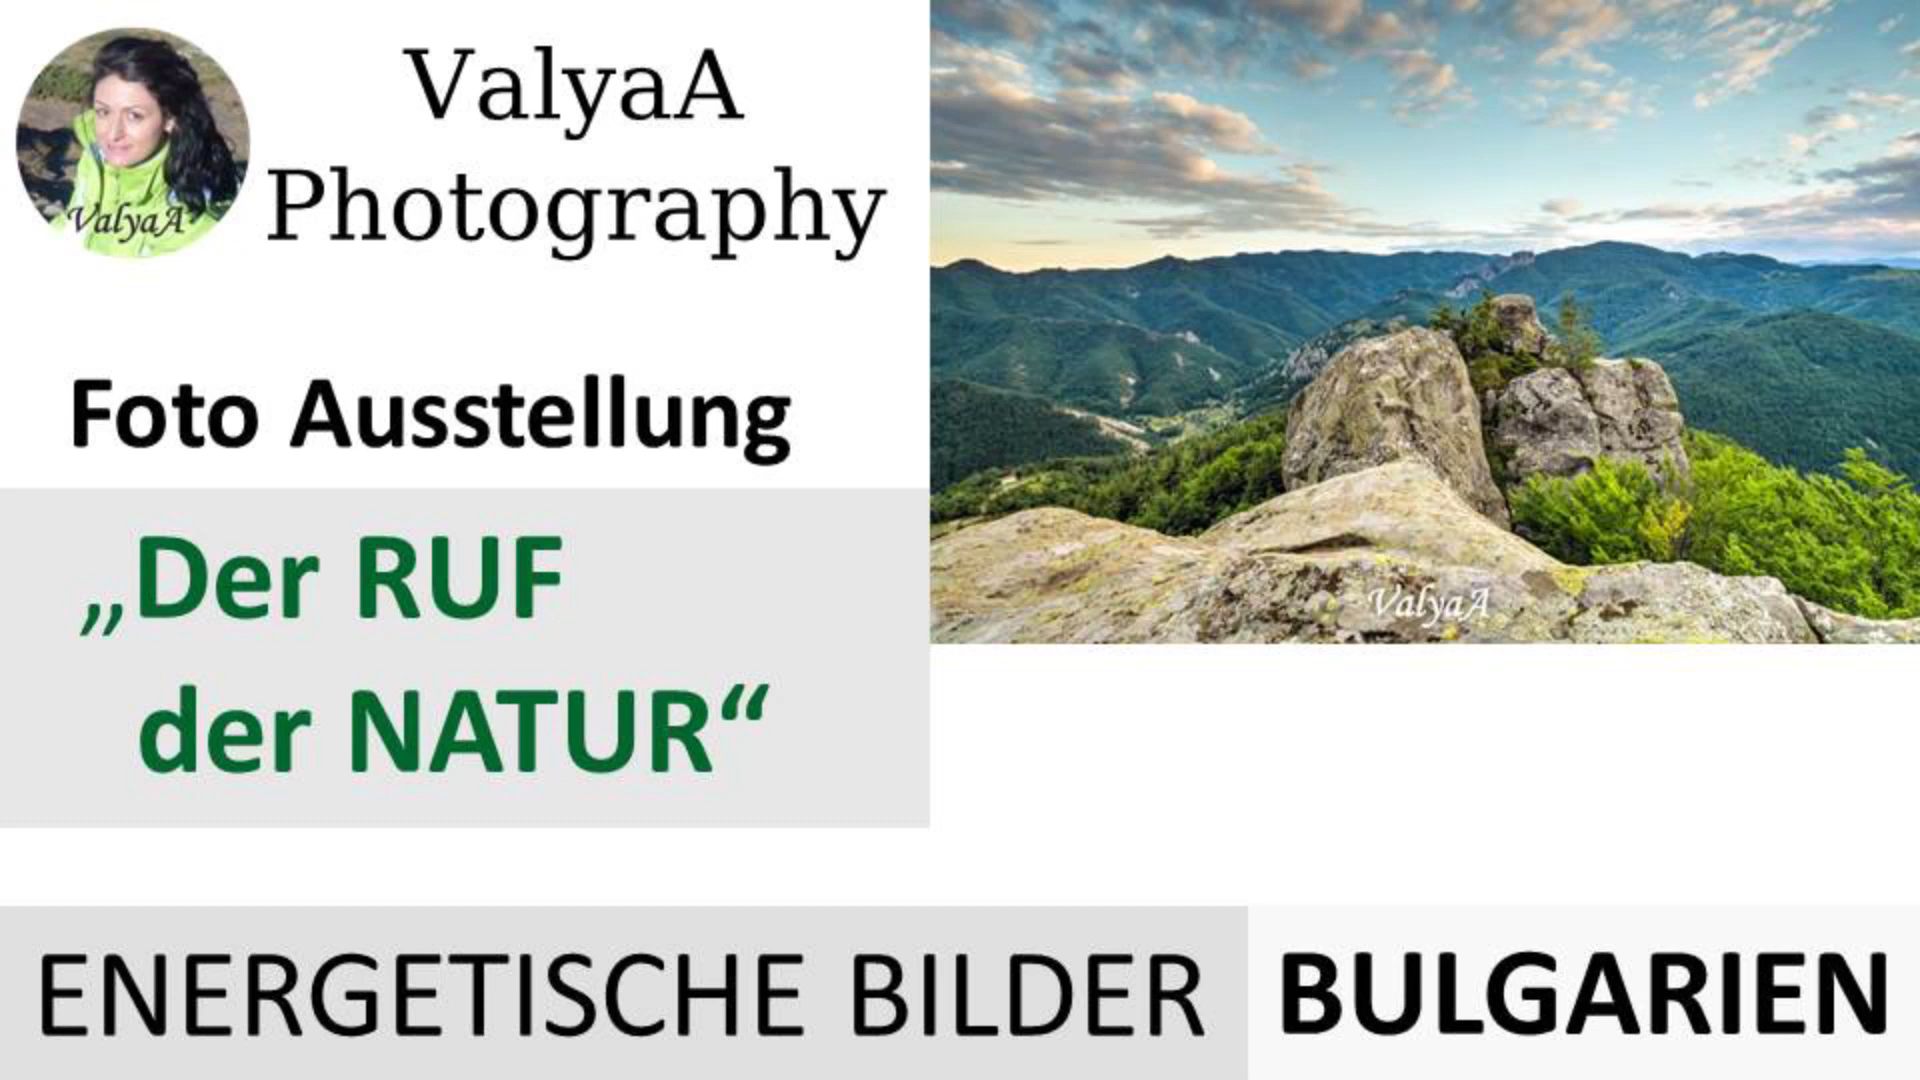 ValyaA
Photography
ValyaA
Foto Ausstellung
„Der RUF
der NATUR“
ValyaA
ENERGETISCHE BILDER BULGARIEN